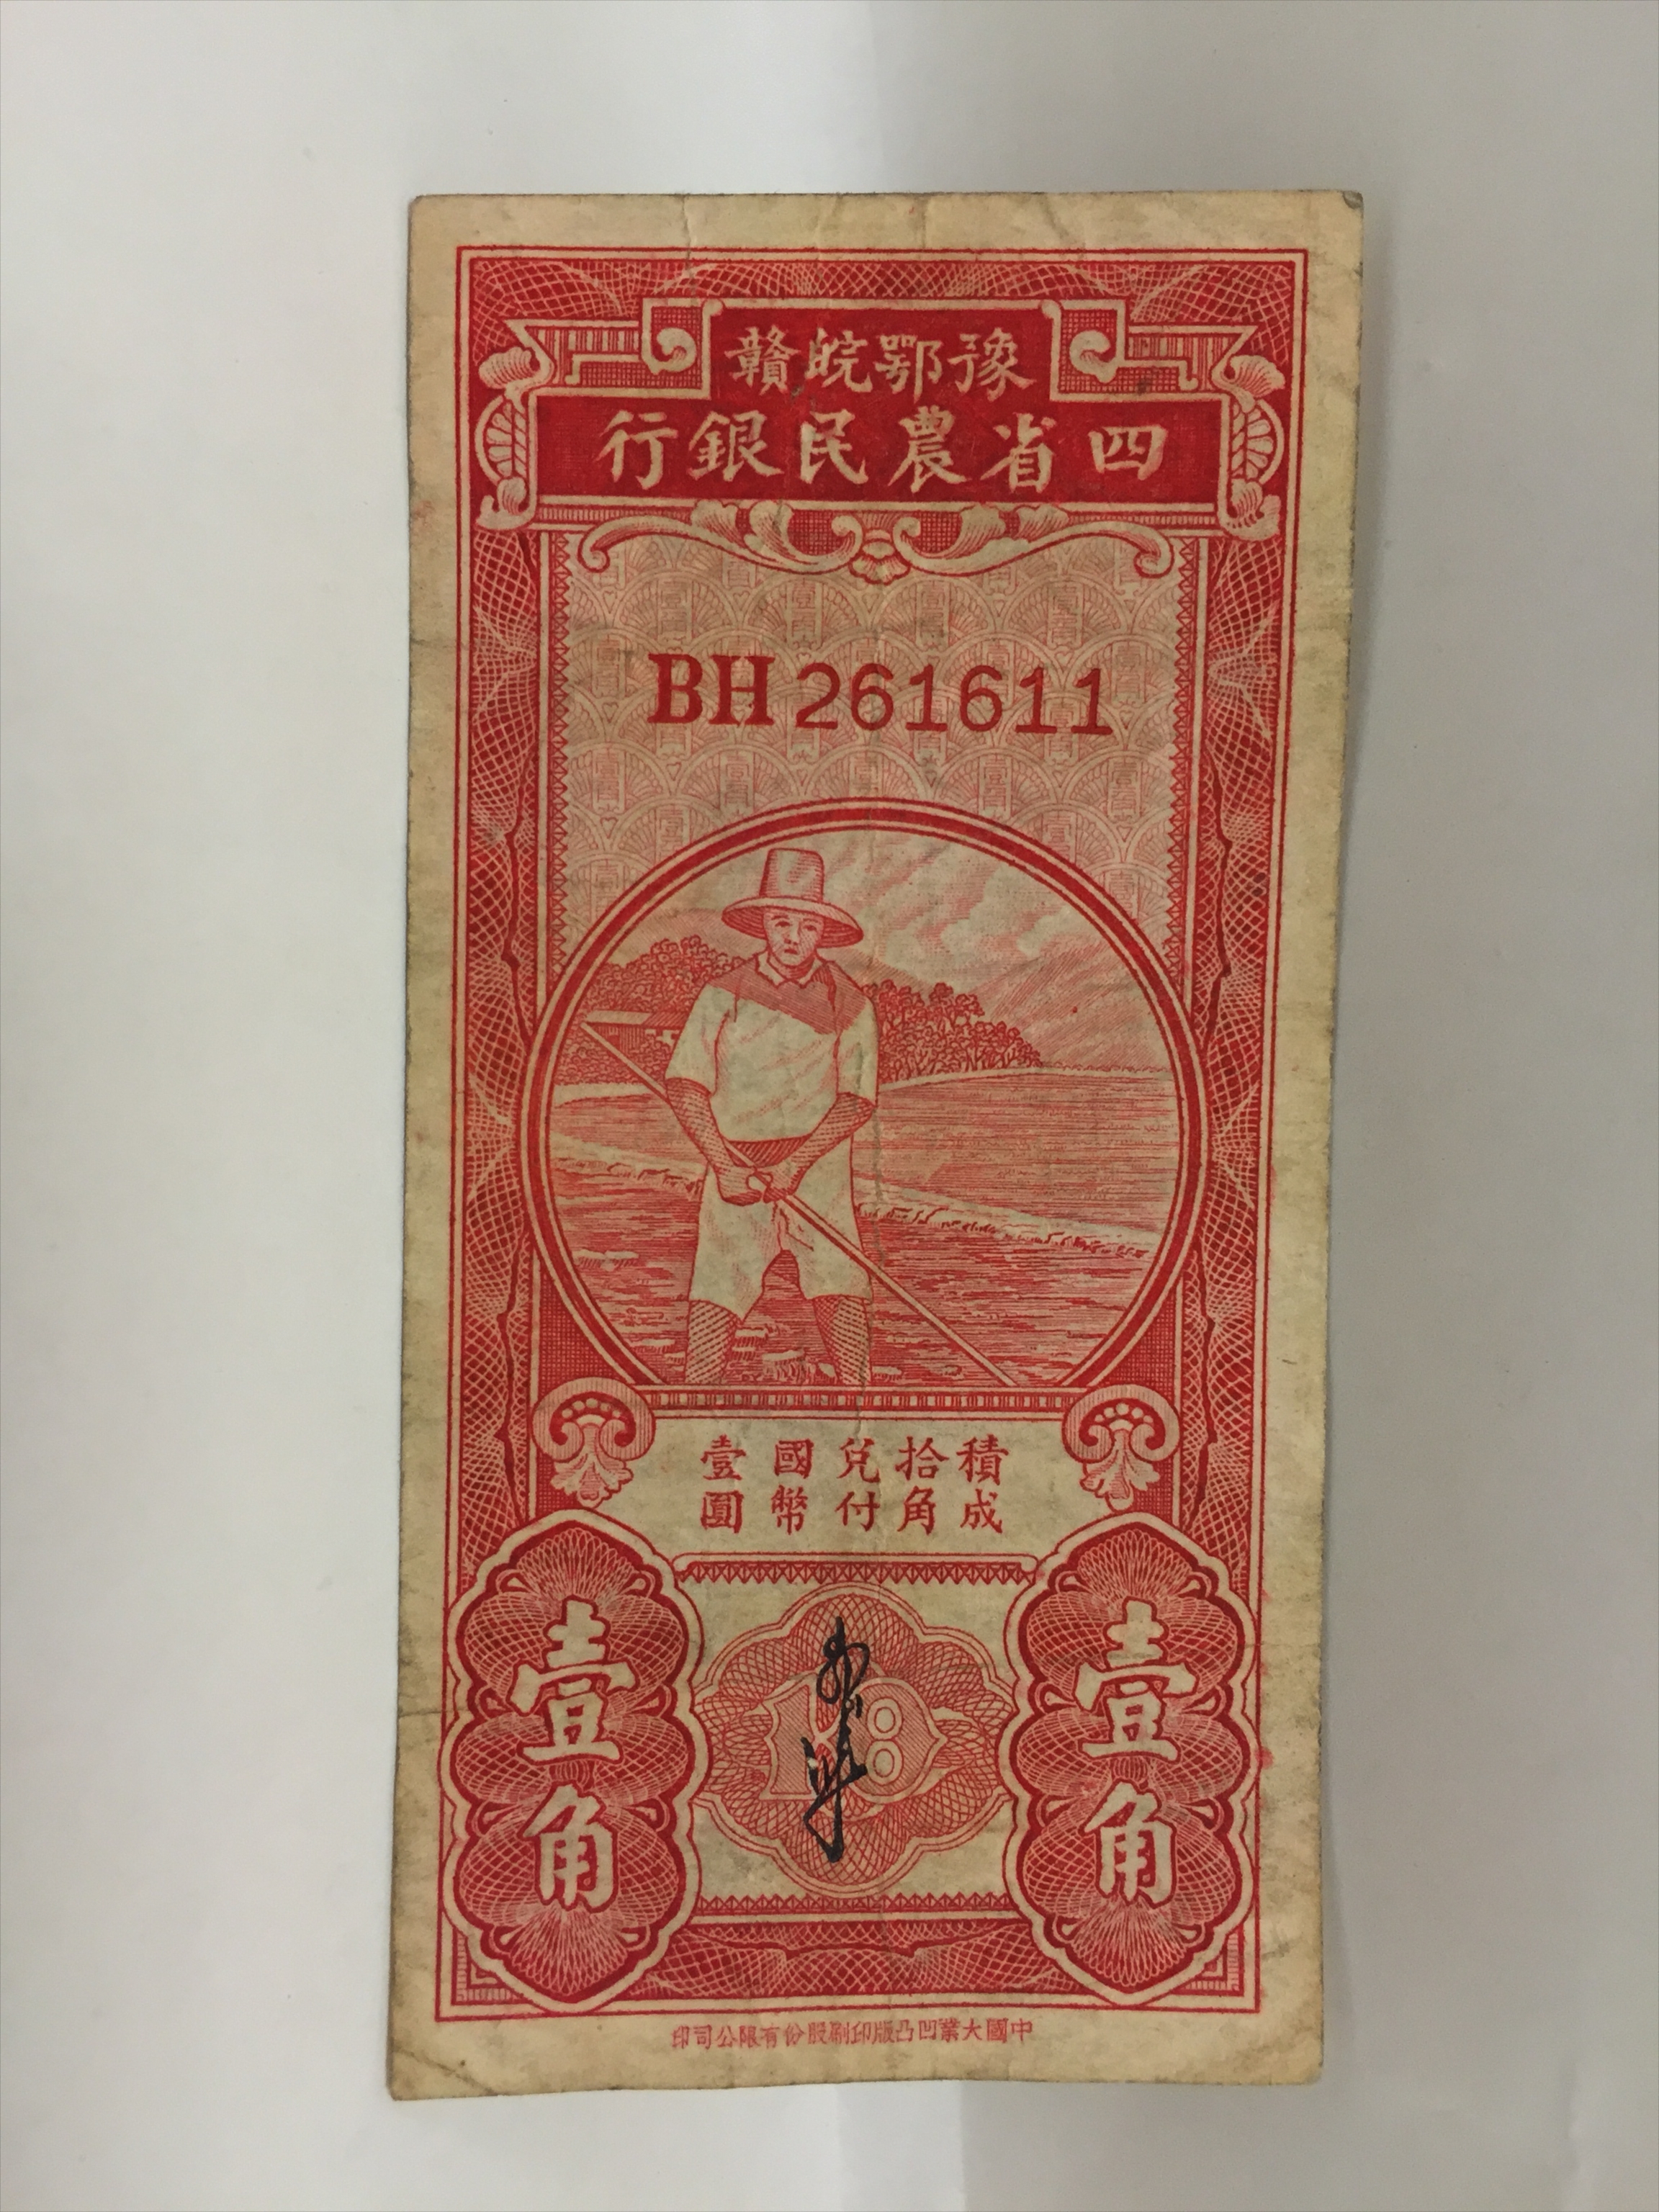 豫鄂皖贛
四省農民銀行
BH 261611
積成
拾角
兌付
國幣
壹圓
壹角
壹角
10
中國大業凹凸版印刷股份有限公司印